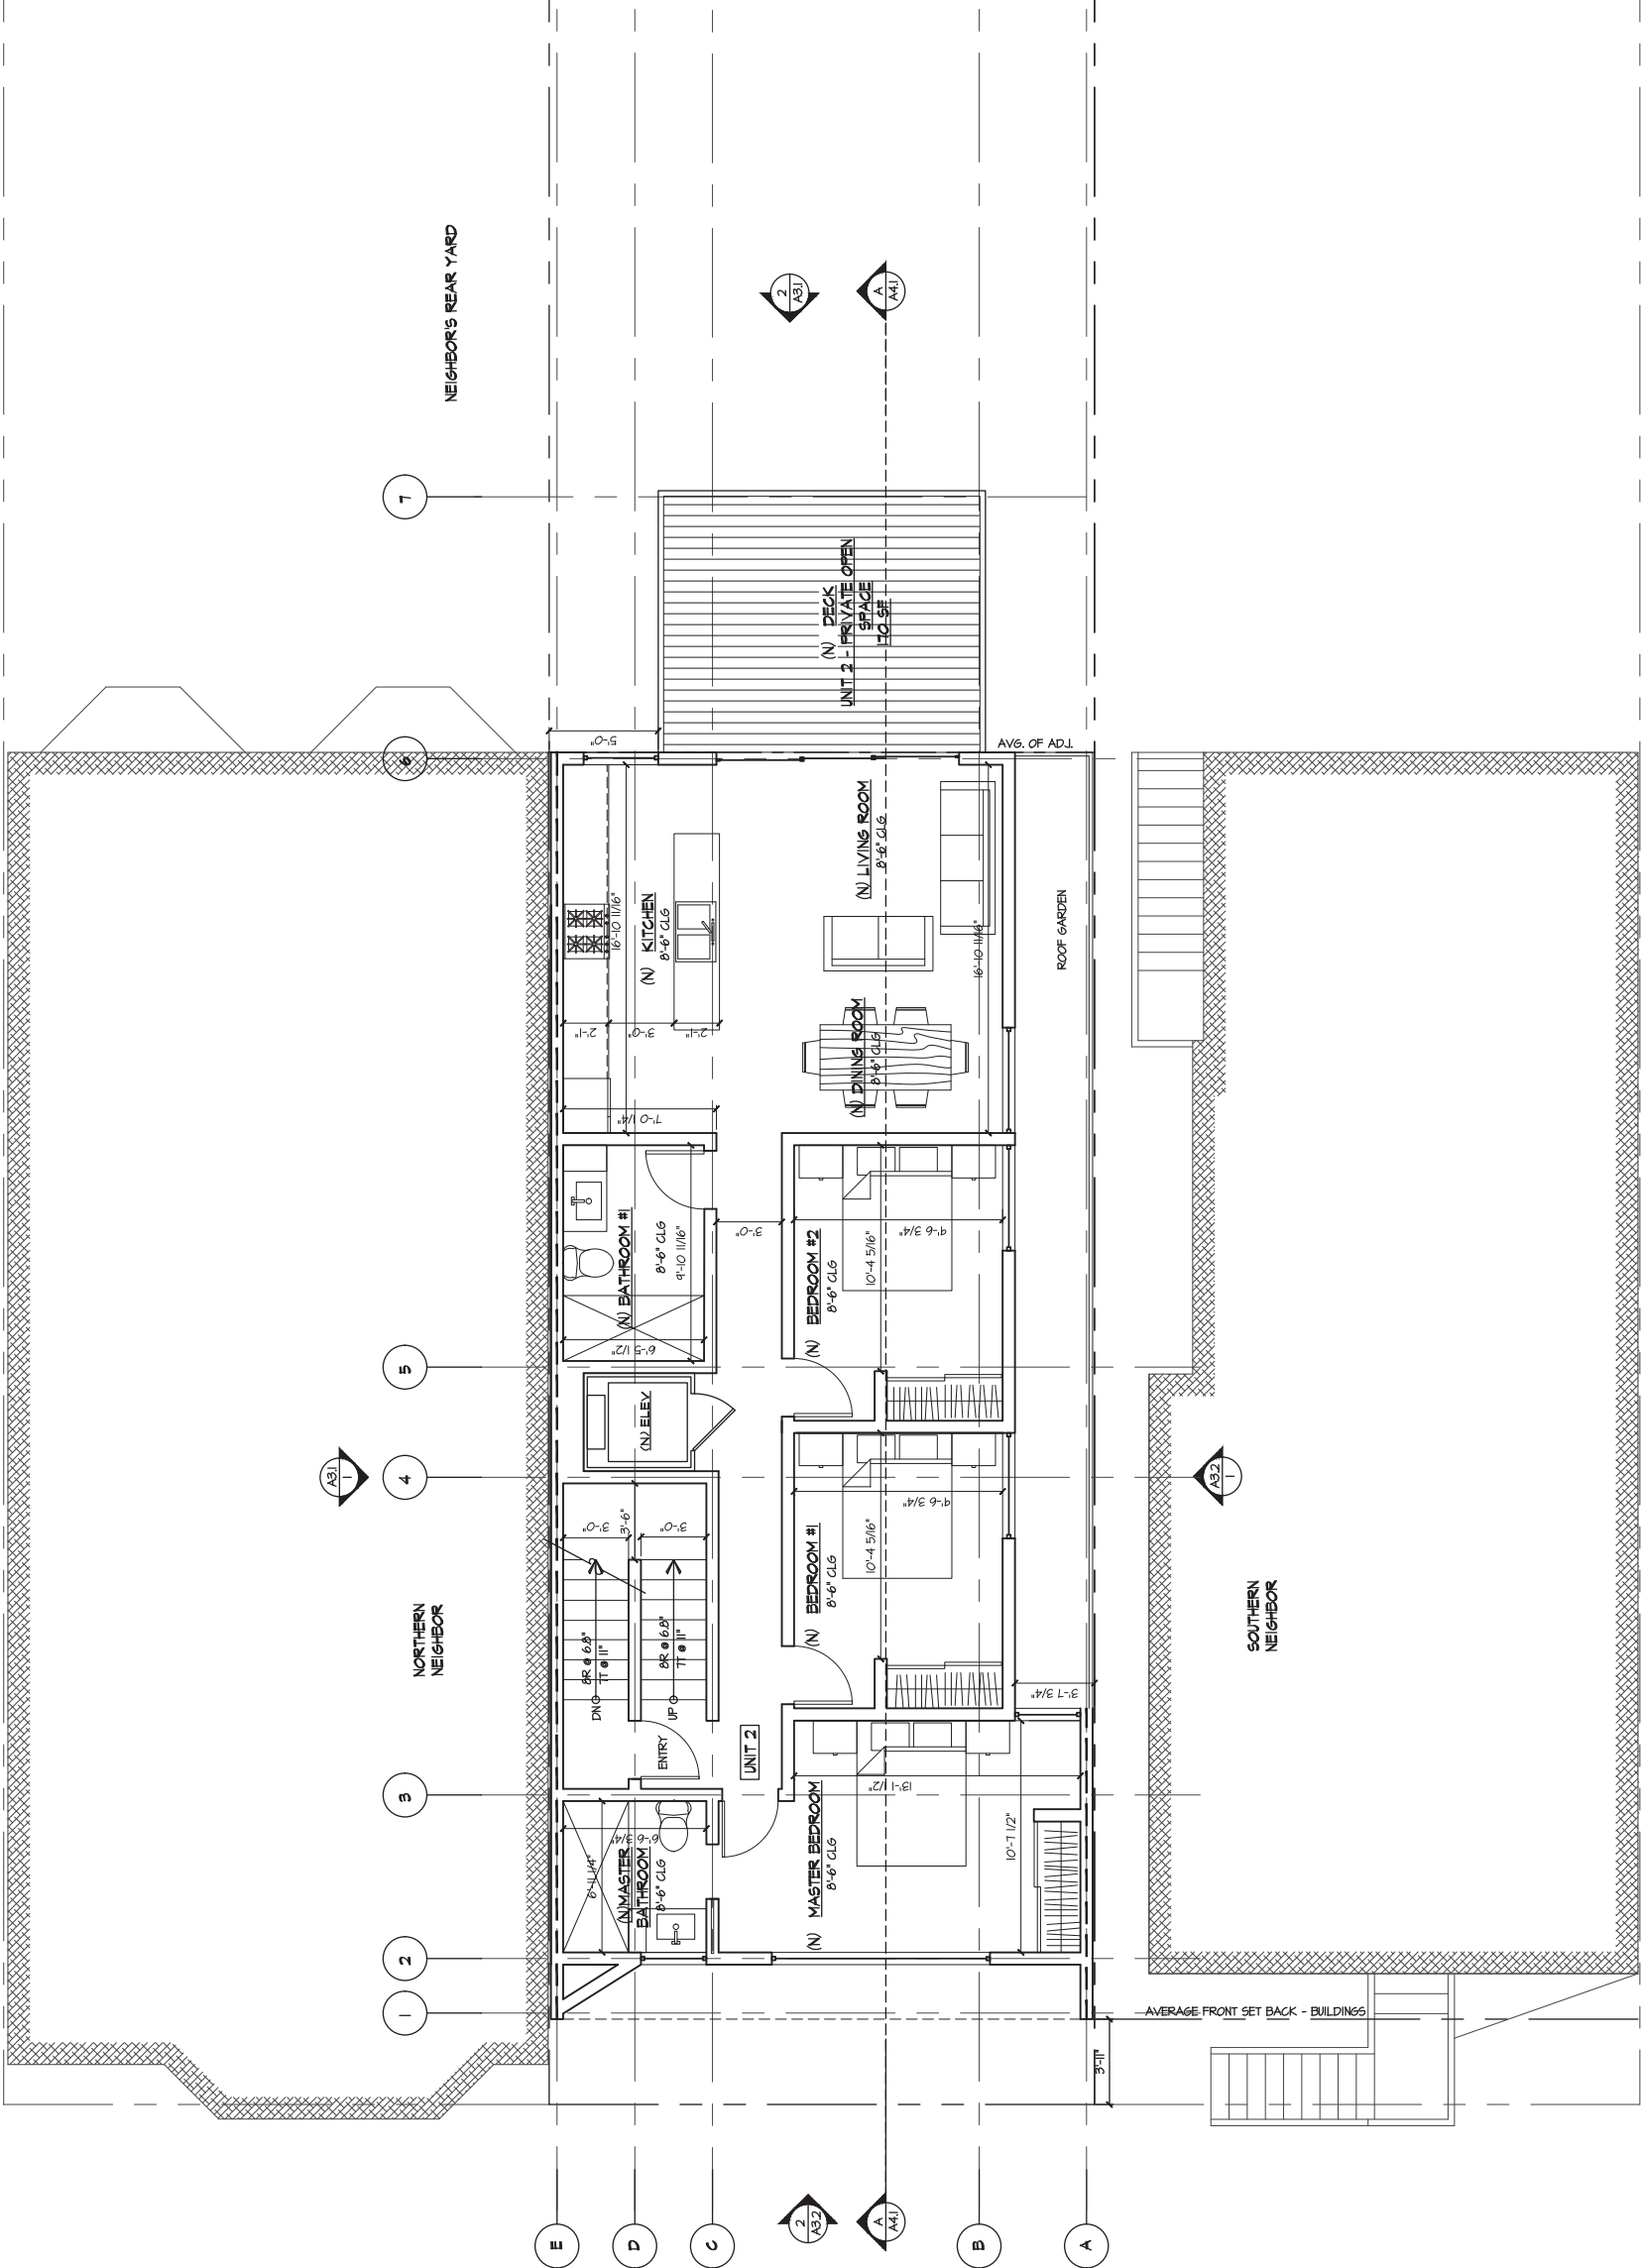 NEIGHBOR'S REAR YARD
2
A3.1
A
A4.1
7
(N) DECK
UNIT 2 - PRIVATE OPEN
SPACE
170 SF
6
5'-0"
AVG. OF ADJ.
16'-10 11/16"
(N) KITCHEN
8'-6" CLG
(N) LIVING ROOM
8'-6" CLG
16'-10 11/16"
ROOF GARDEN
2'-1"
3'-0"
2'-1"
(N) DINING ROOM
8'-6" CLG
7'-0 1/4"
(N) BATHROOM #1
8'-6" CLG
9'-10 11/16"
3'-0"
(N) BEDROOM #2
8'-6" CLG
10'-4 5/16"
9'-6 3/4"
6'-5 1/2"
5
(N) ELEV
A3.1
1
4
A3.2
1
3'-0"
3'-6"
3'-0"
9'-6 3/4"
(N) BEDROOM #1
8'-6" CLG
10'-4 5/16"
NORTHERN
NEIGHBOR
SOUTHERN
NEIGHBOR
8R @ 6.8"
7T @ 11"
8R @ 6.8"
7T @ 11"
DN
UP
3'-7 3/4"
ENTRY
UNIT 2
3
13'-1 1/2"
6'-6 3/4"
6'-11 1/4"
(N)MASTER
BATHROOM
8'-6" CLG
(N) MASTER BEDROOM
8'-6" CLG
10'-7 1/2"
2
1
AVERAGE FRONT SET BACK - BUILDINGS
3'-11"
E
D
C
2
A3.2
A
A4.1
B
A